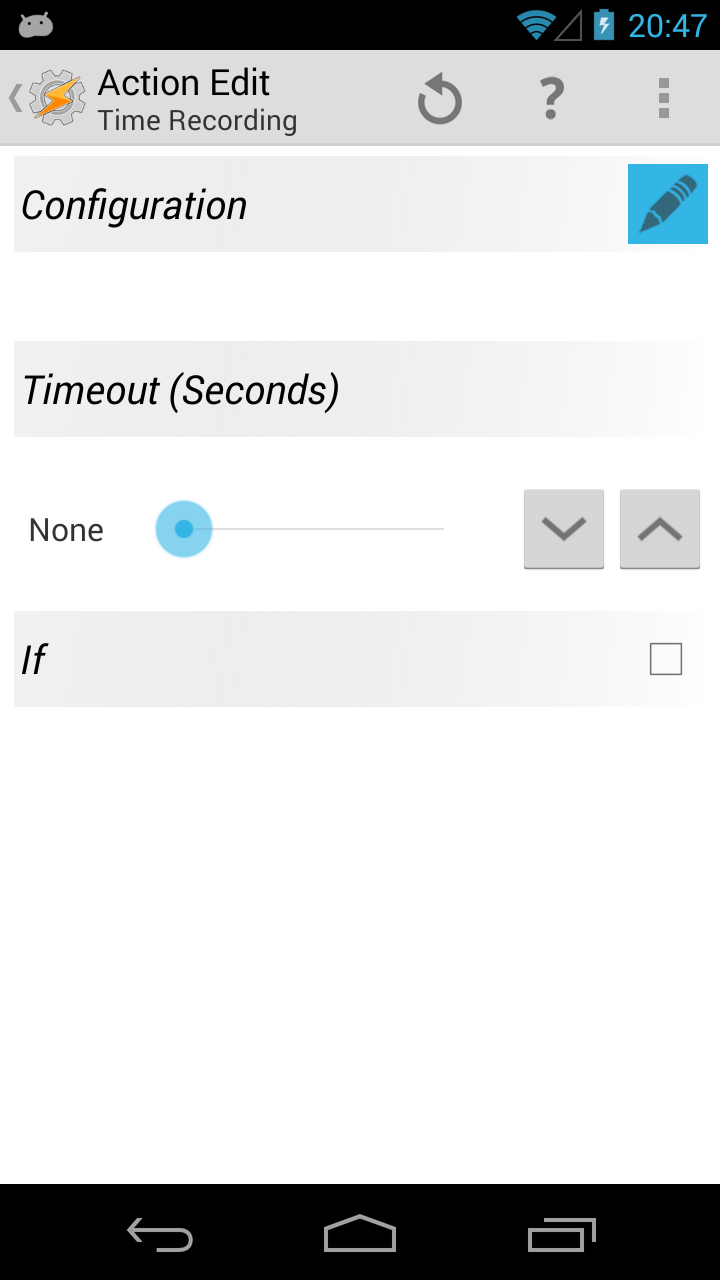 20:47
Action Edit
Time Recording
?
Configuration
Timeout (Seconds)
None
If